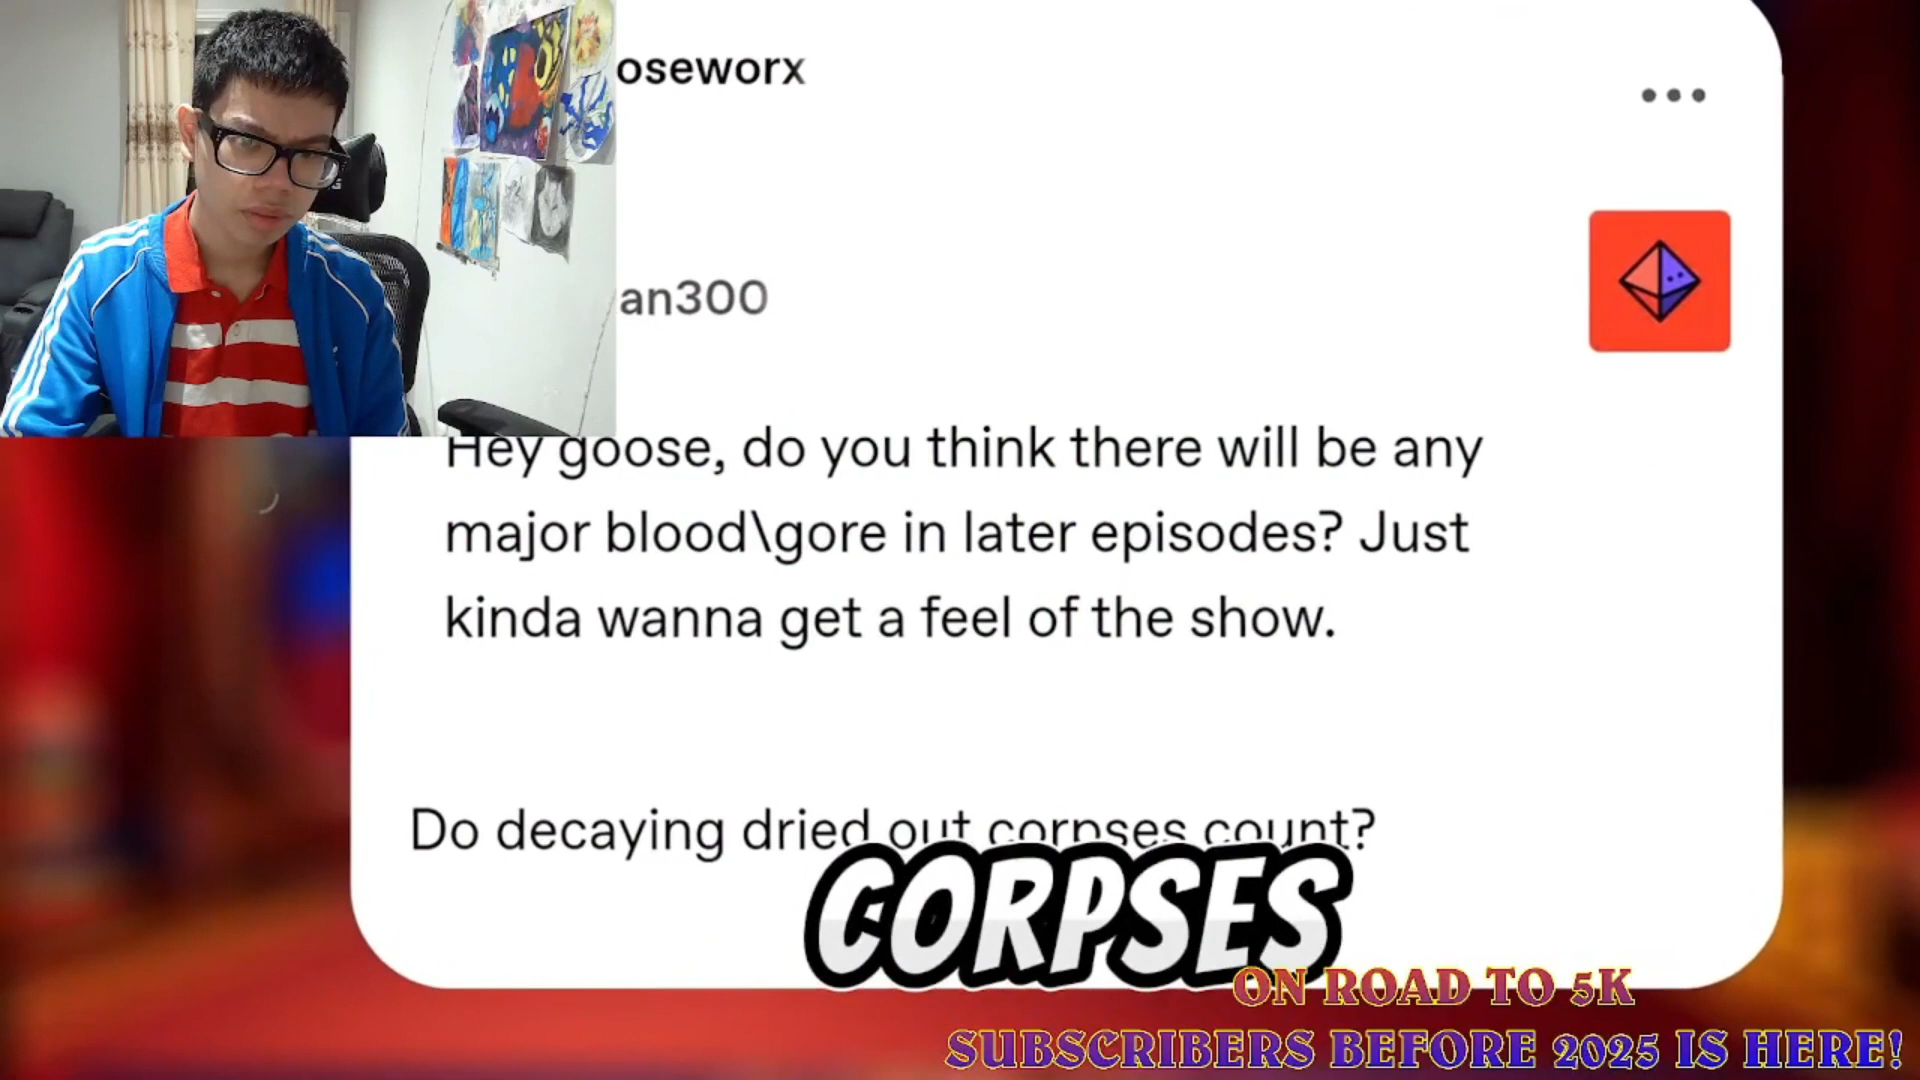 oseworx
an300
Hey goose, do you think there will be any
major blood\gore in later episodes? Just
kinda wanna get a feel of the show.
Do decaying dried out corpses count?
CORPSES
ON ROAD TO 5K
SUBSCRIBERS BEFORE 2025 IS HERE!